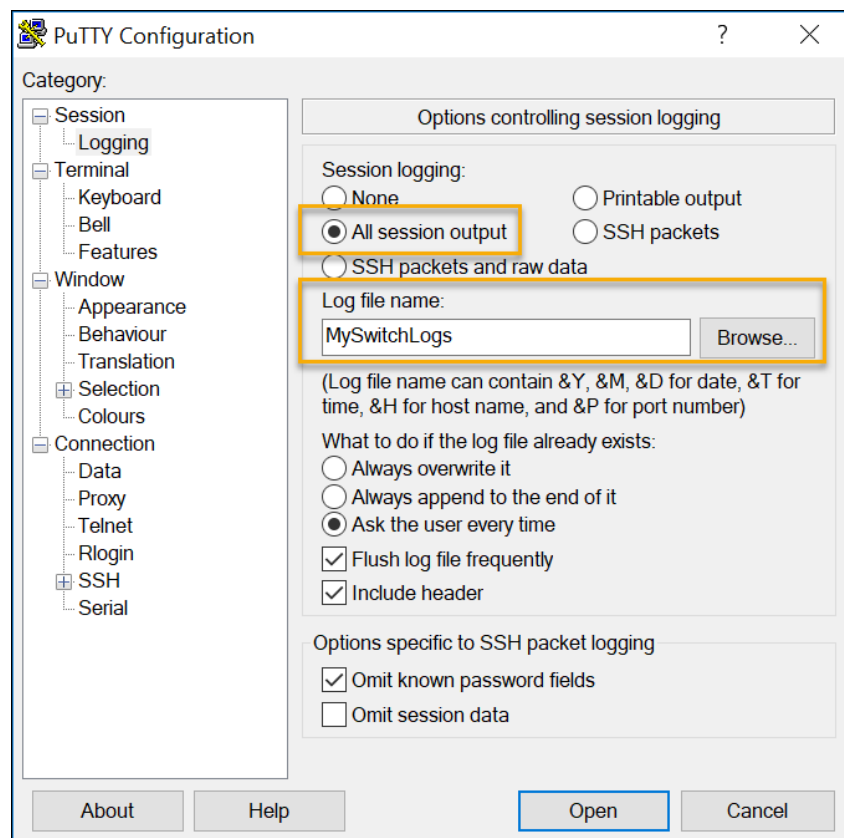 PuTTY Configuration
?
Category:
Session
Logging
Terminal
Keyboard
Bell
Features
Window
Appearance
Behaviour
Translation
Selection
Colours
Connection
Data
Proxy
Telnet
Rlogin
SSH
Serial
Options controlling session logging
Session logging:
None
Printable output
All session output
SSH packets
SSH packets and raw data
Log file name:
MySwitchLogs
Browse...
(Log file name can contain &Y, &M, &D for date, &T for
time, &H for host name, and &P for port number)
What to do if the log file already exists:
Always overwrite it
Always append to the end of it
Ask the user every time
Flush log file frequently
Include header
Options specific to SSH packet logging
Omit known password fields
Omit session data
About
Help
Open
Cancel